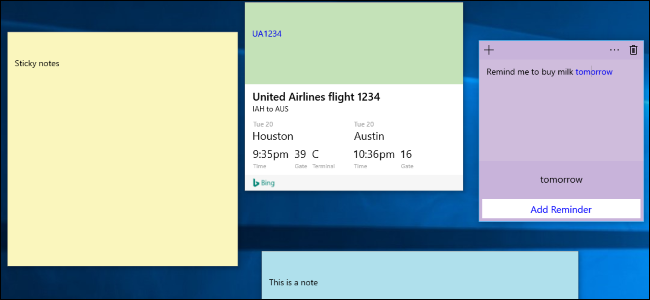 Sticky notes
UA1234
United Airlines flight 1234
IAH to AUS
Tue 20 Tue 20
Houston Austin
9:35pm 39 C 10:36pm 16
Time Gate Terminal Time Gate
Bing
Remind me to buy milk tomorrow
tomorrow
Add Reminder
This is a note